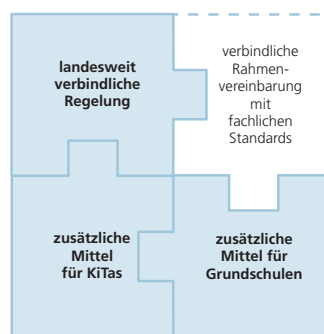 landesweit
verbindliche
Regelung
verbindliche
Rahmen-
vereinbarung
mit
fachlichen
Standards
zusätzliche
Mittel
für KiTas
zusätzliche
Mittel für
Grundschulen